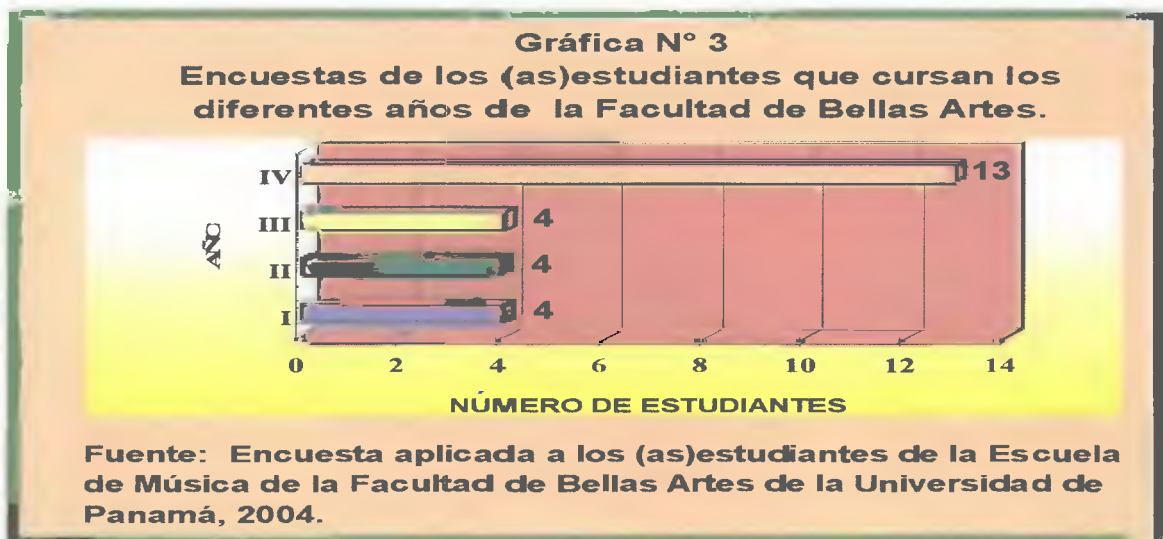 Gráfica N° 3
Encuestas de los (as)estudiantes que cursan los
diferentes años de la Facultad de Bellas Artes.
IV 13
III 4
AÑO
II 4
I 4
0 2 4 6 8 10 12 14
NÚMERO DE ESTUDIANTES
Fuente: Encuesta aplicada a los (as)estudiantes de la Escuela
de Música de la Facultad de Bellas Artes de la Universidad de
Panamá, 2004.